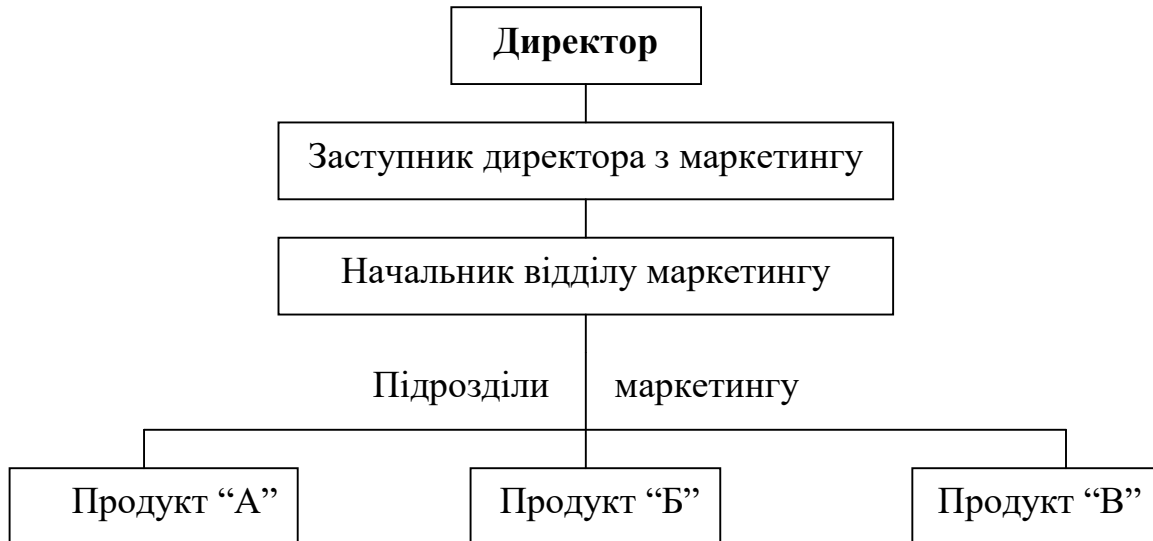 Директор
Заступник директора з маркетингу
Начальник відділу маркетингу
Підрозділи маркетингу
Продукт “А”
Продукт “Б”
Продукт “В”